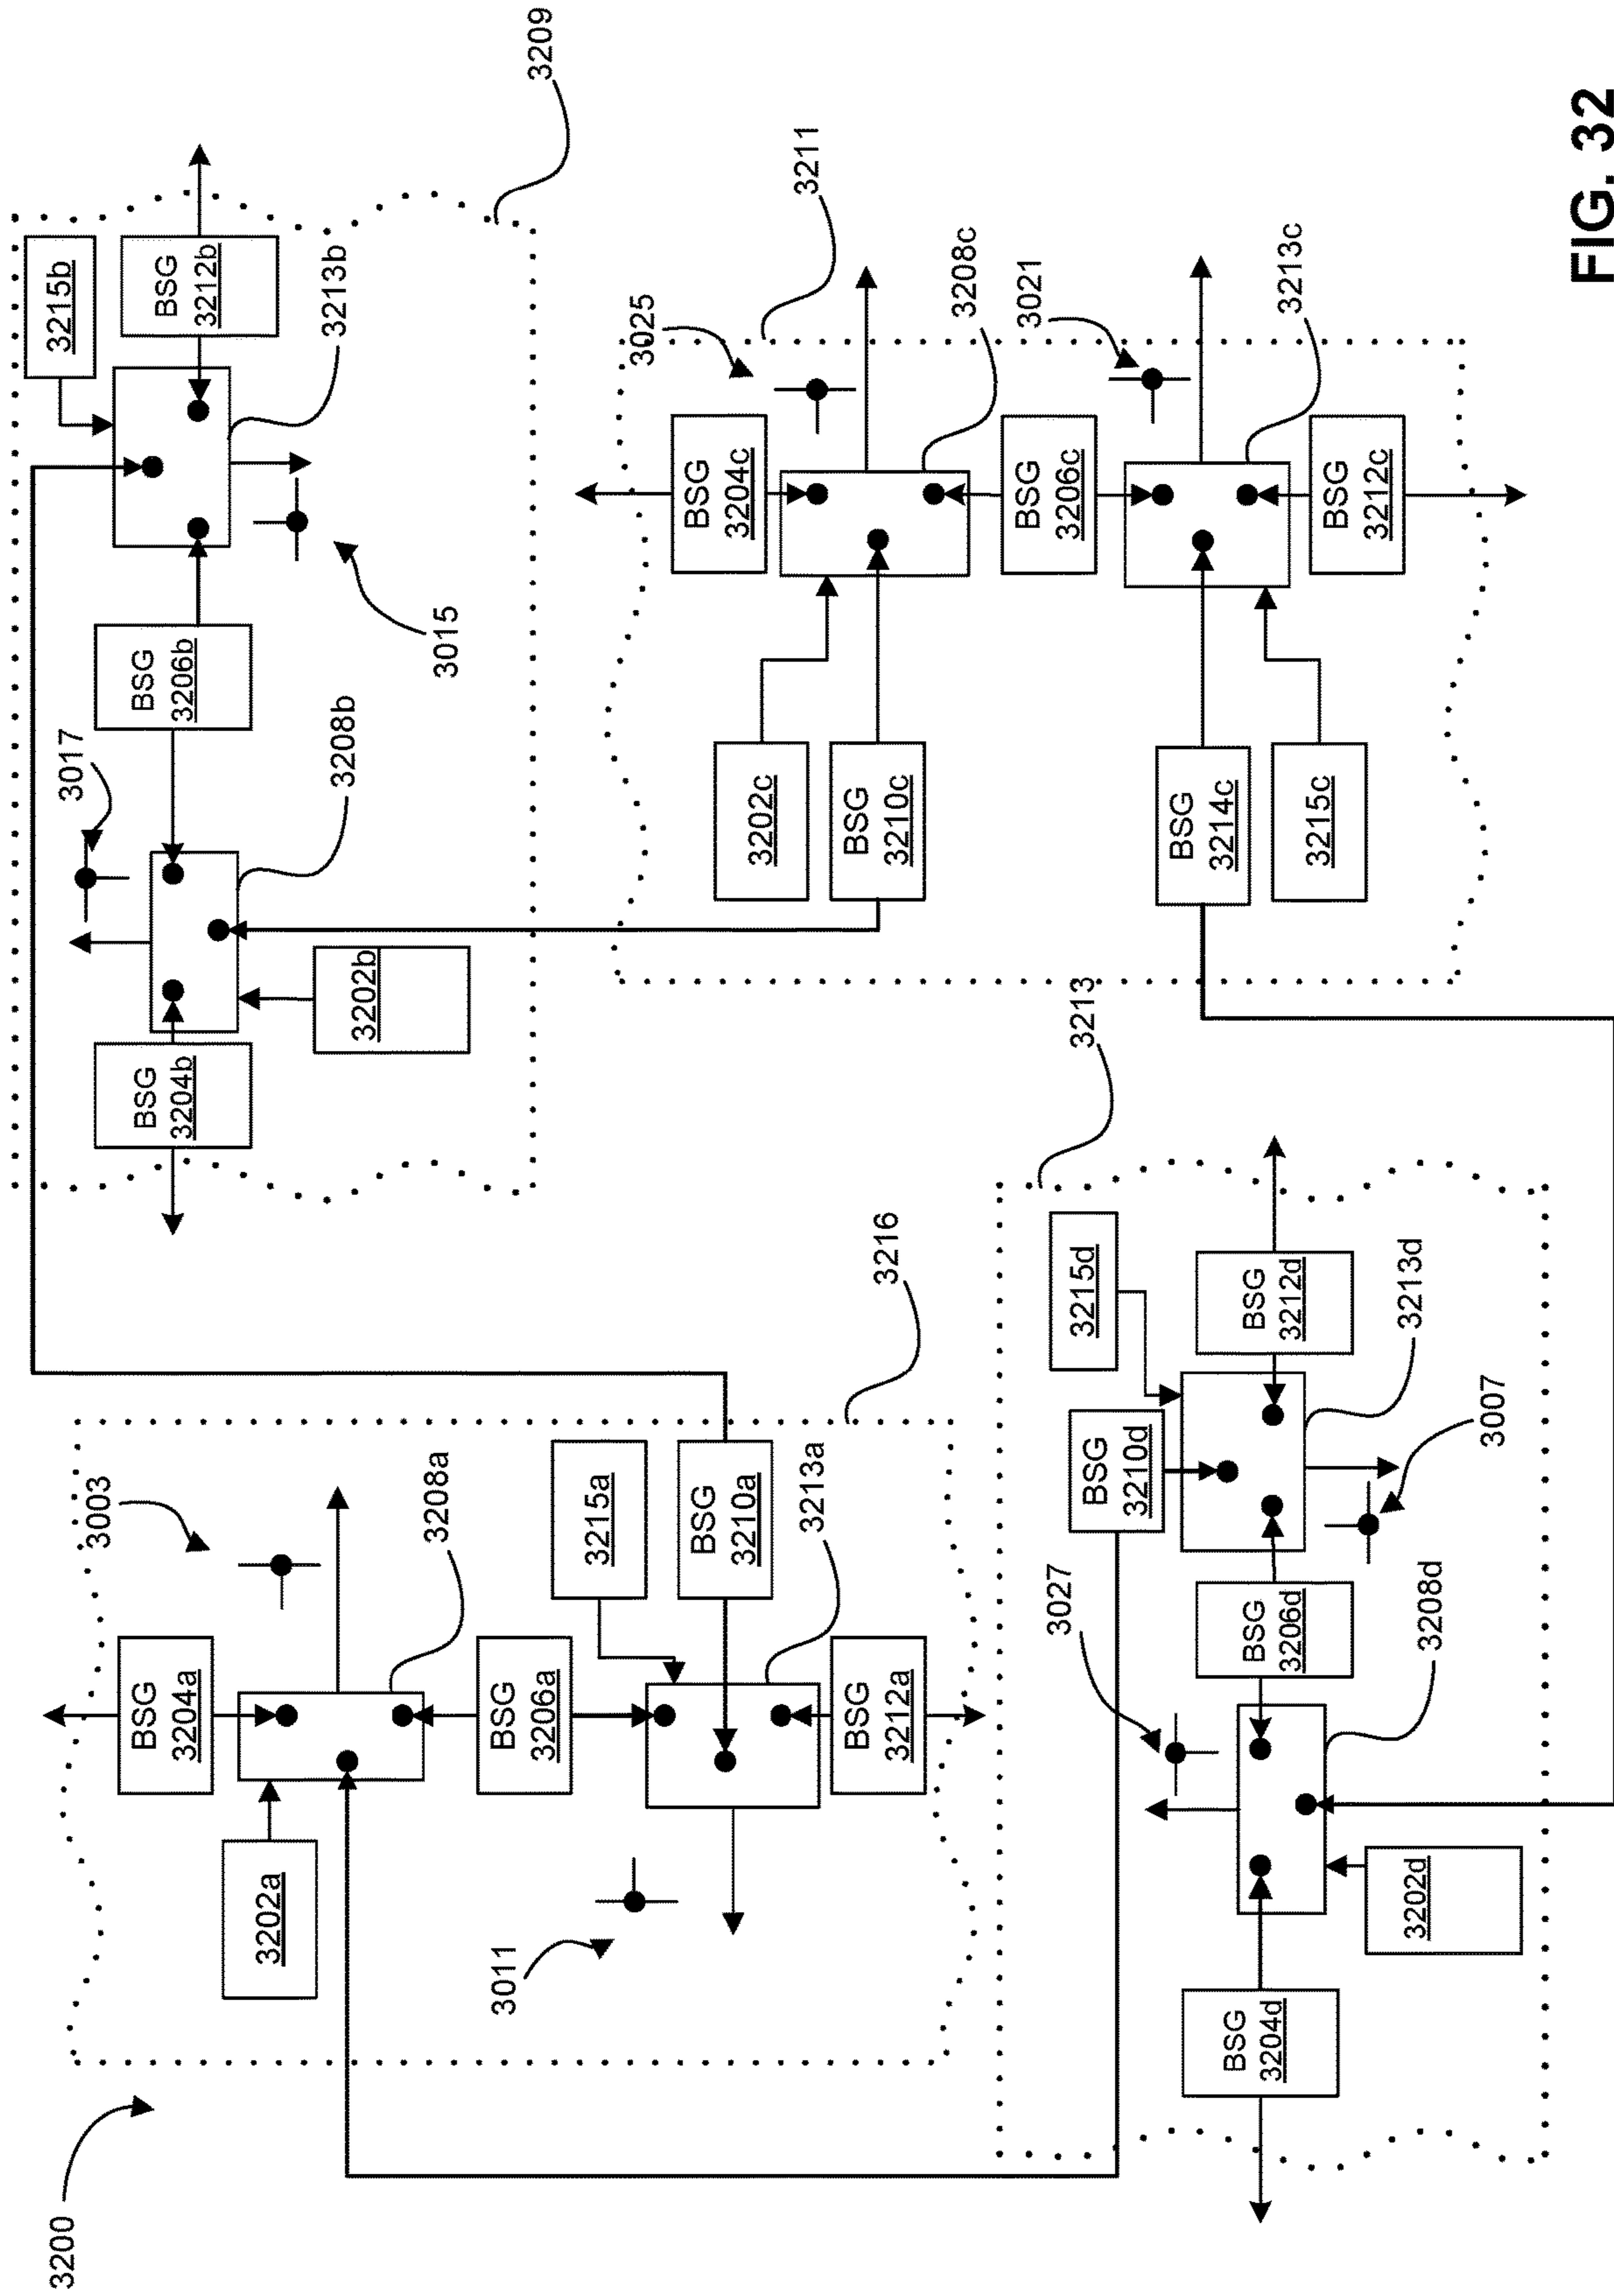 3200
3216
3003
BSG
3204a
3202a
3208a
BSG
3206a
3215a
BSG
3210a
3213a
BSG
3212a
3011
3209
3017
BSG
3204b
3202b
3208b
BSG
3206b
3215b
BSG
3212b
3213b
3015
3211
3025
BSG
3204c
3202c
BSG
3210c
3208c
BSG
3206c
3021
BSG
3214c
3215c
3213c
BSG
3212c
3213
3027
BSG
3204d
3202d
3208d
BSG
3206d
BSG
3210d
3215d
BSG
3212d
3213d
3007
FIG. 32